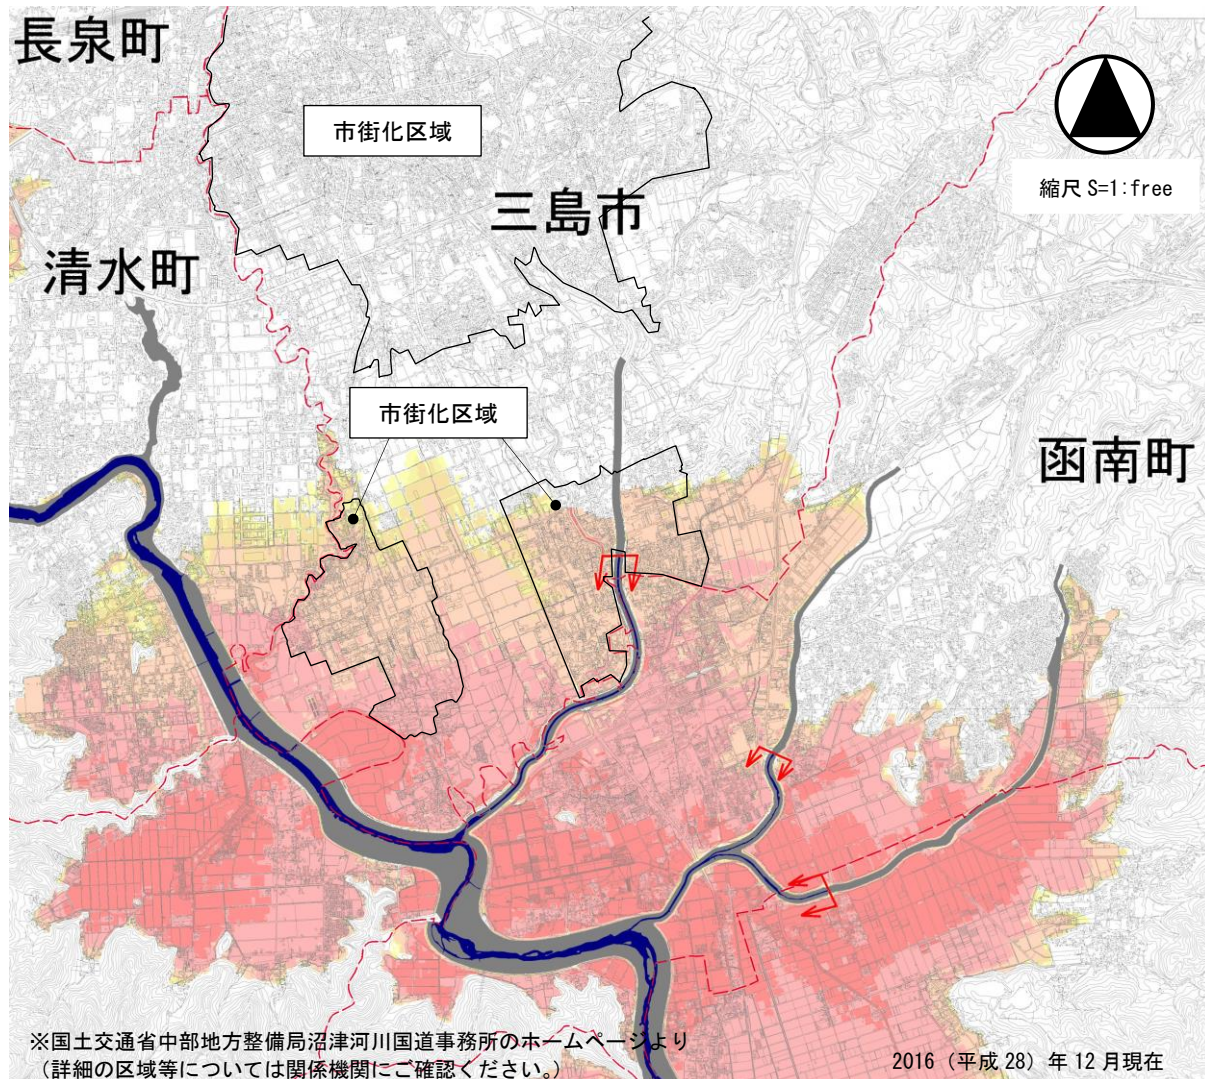 長泉町
市街化区域
縮尺 S=1:free
三島市
清水町
市街化区域
函南町
※国土交通省中部地方整備局沼津河川国道事務所のホームページより
(詳細の区域等については関係機関にご確認ください。)
2016（平成 28）年 12 月現在